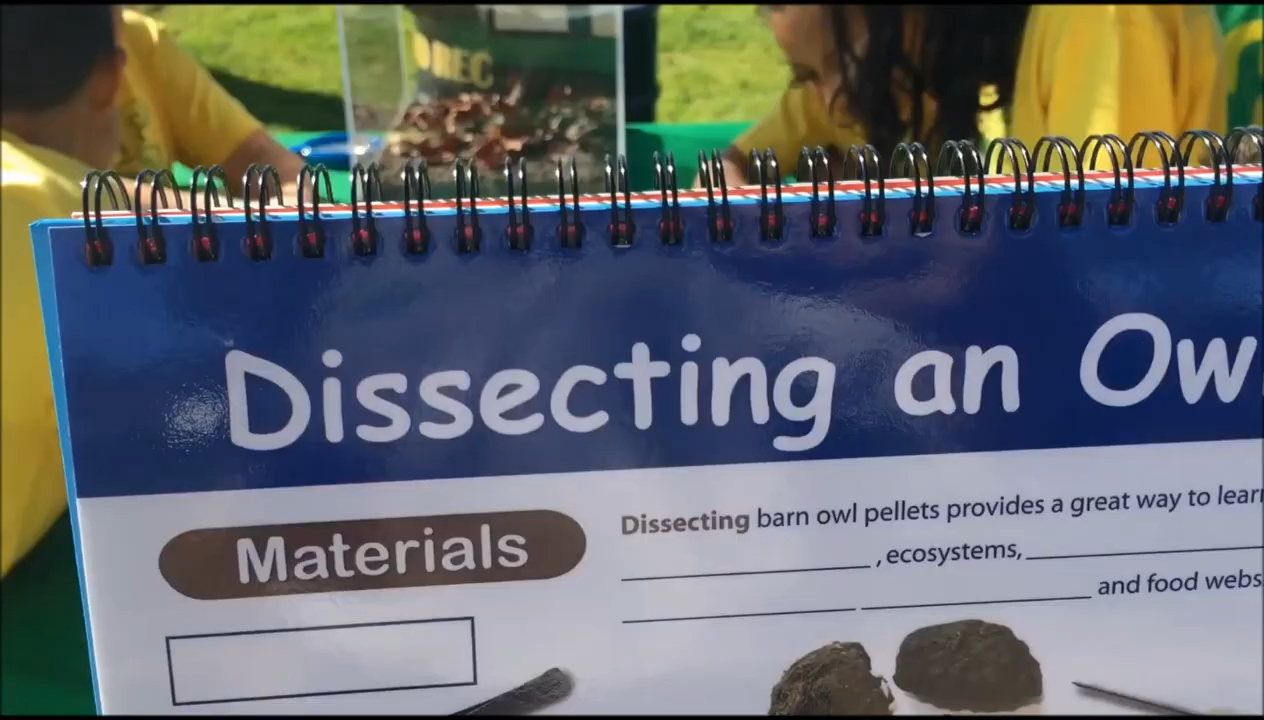 Dissecting an Ow
Materials
Dissecting barn owl pellets provides a great way to lear
, ecosystems,
and food webs